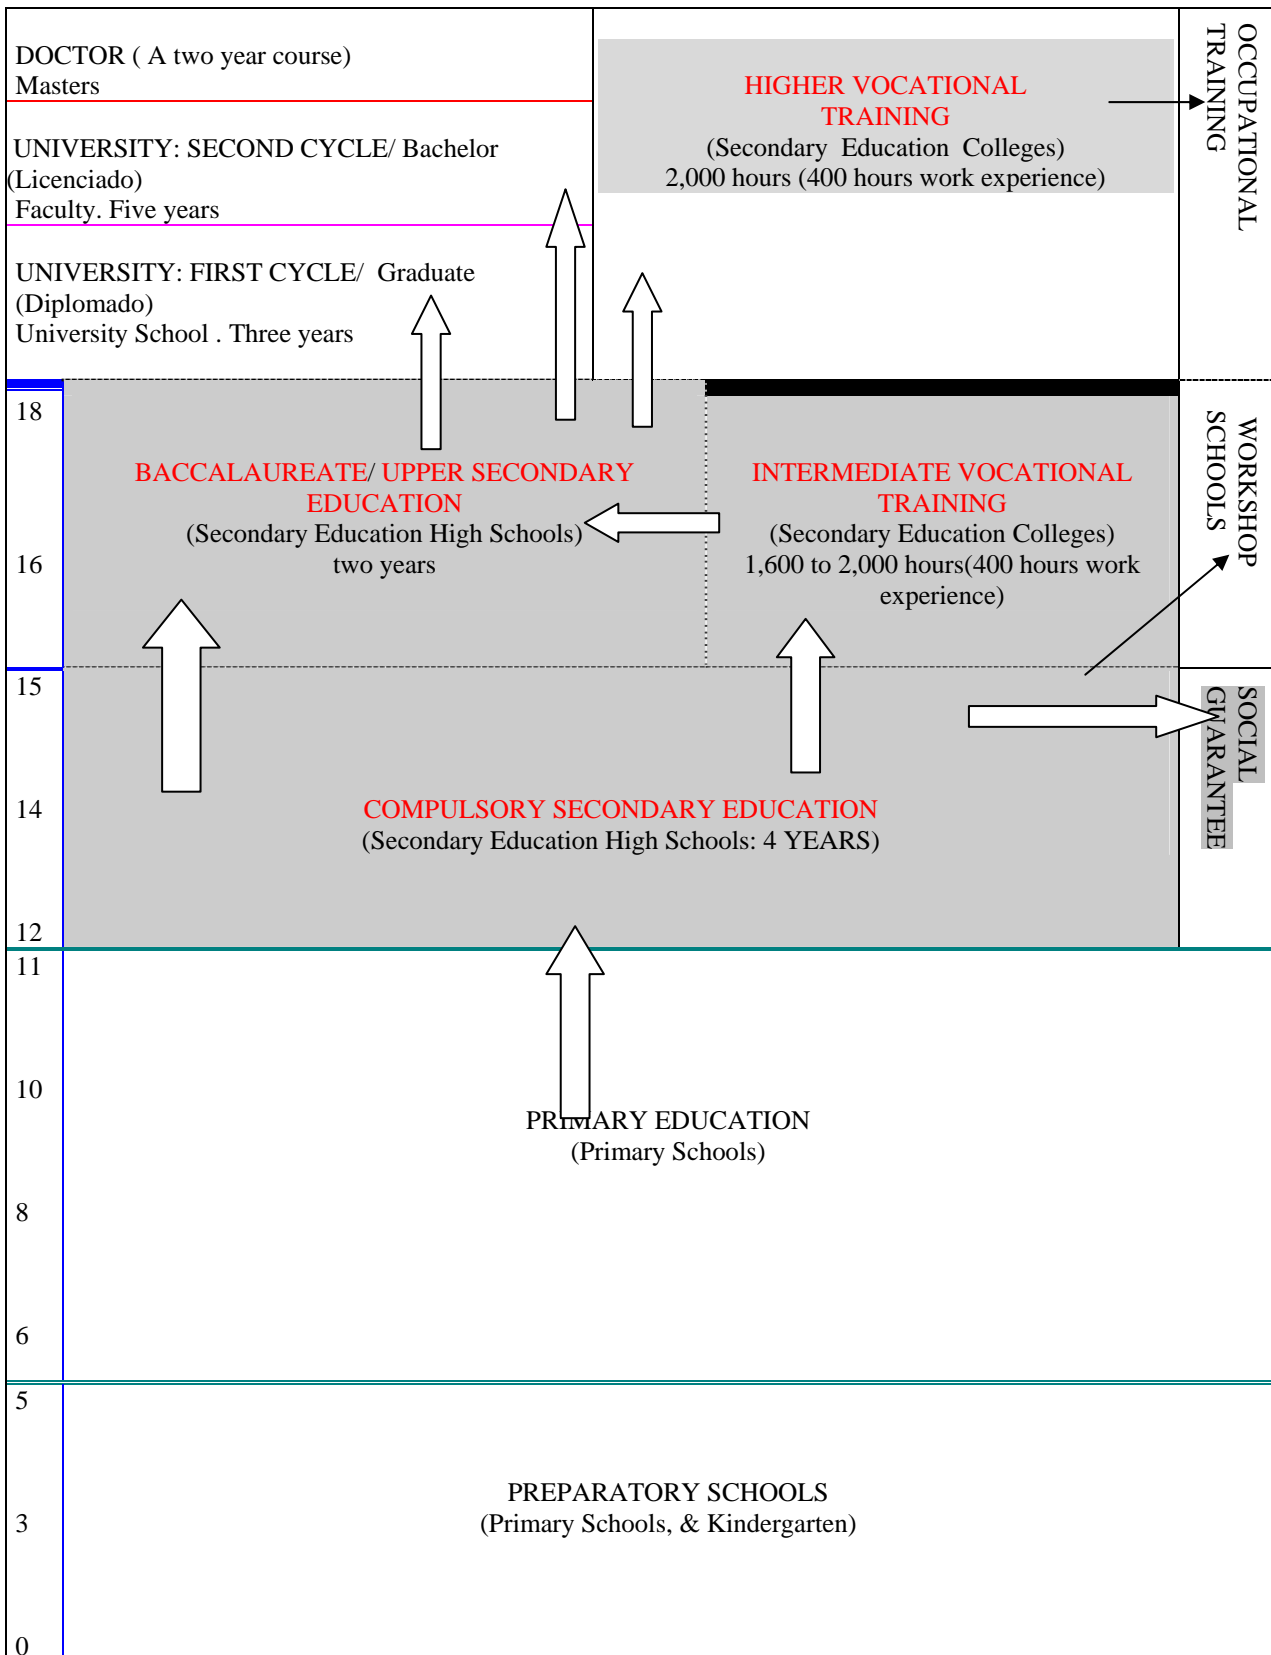 DOCTOR ( A two year course)
Masters
UNIVERSITY: SECOND CYCLE/ Bachelor
(Licenciado)
Faculty. Five years
UNIVERSITY: FIRST CYCLE/ Graduate
(Diplomado)
University School . Three years
HIGHER VOCATIONAL
TRAINING
(Secondary Education Colleges)
2,000 hours (400 hours work experience)
OCCUPATIONAL
TRAINING
18
16
BACCALAUREATE/ UPPER SECONDARY
EDUCATION
(Secondary Education High Schools)
two years
INTERMEDIATE VOCATIONAL
TRAINING
(Secondary Education Colleges)
1,600 to 2,000 hours(400 hours work
experience)
WORKSHOP
SCHOOLS
15
14
12
COMPULSORY SECONDARY EDUCATION
(Secondary Education High Schools: 4 YEARS)
SOCIAL
GUARANTEE
11
10
8
6
PRIMARY EDUCATION
(Primary Schools)
5
3
0
PREPARATORY SCHOOLS
(Primary Schools, & Kindergarten)